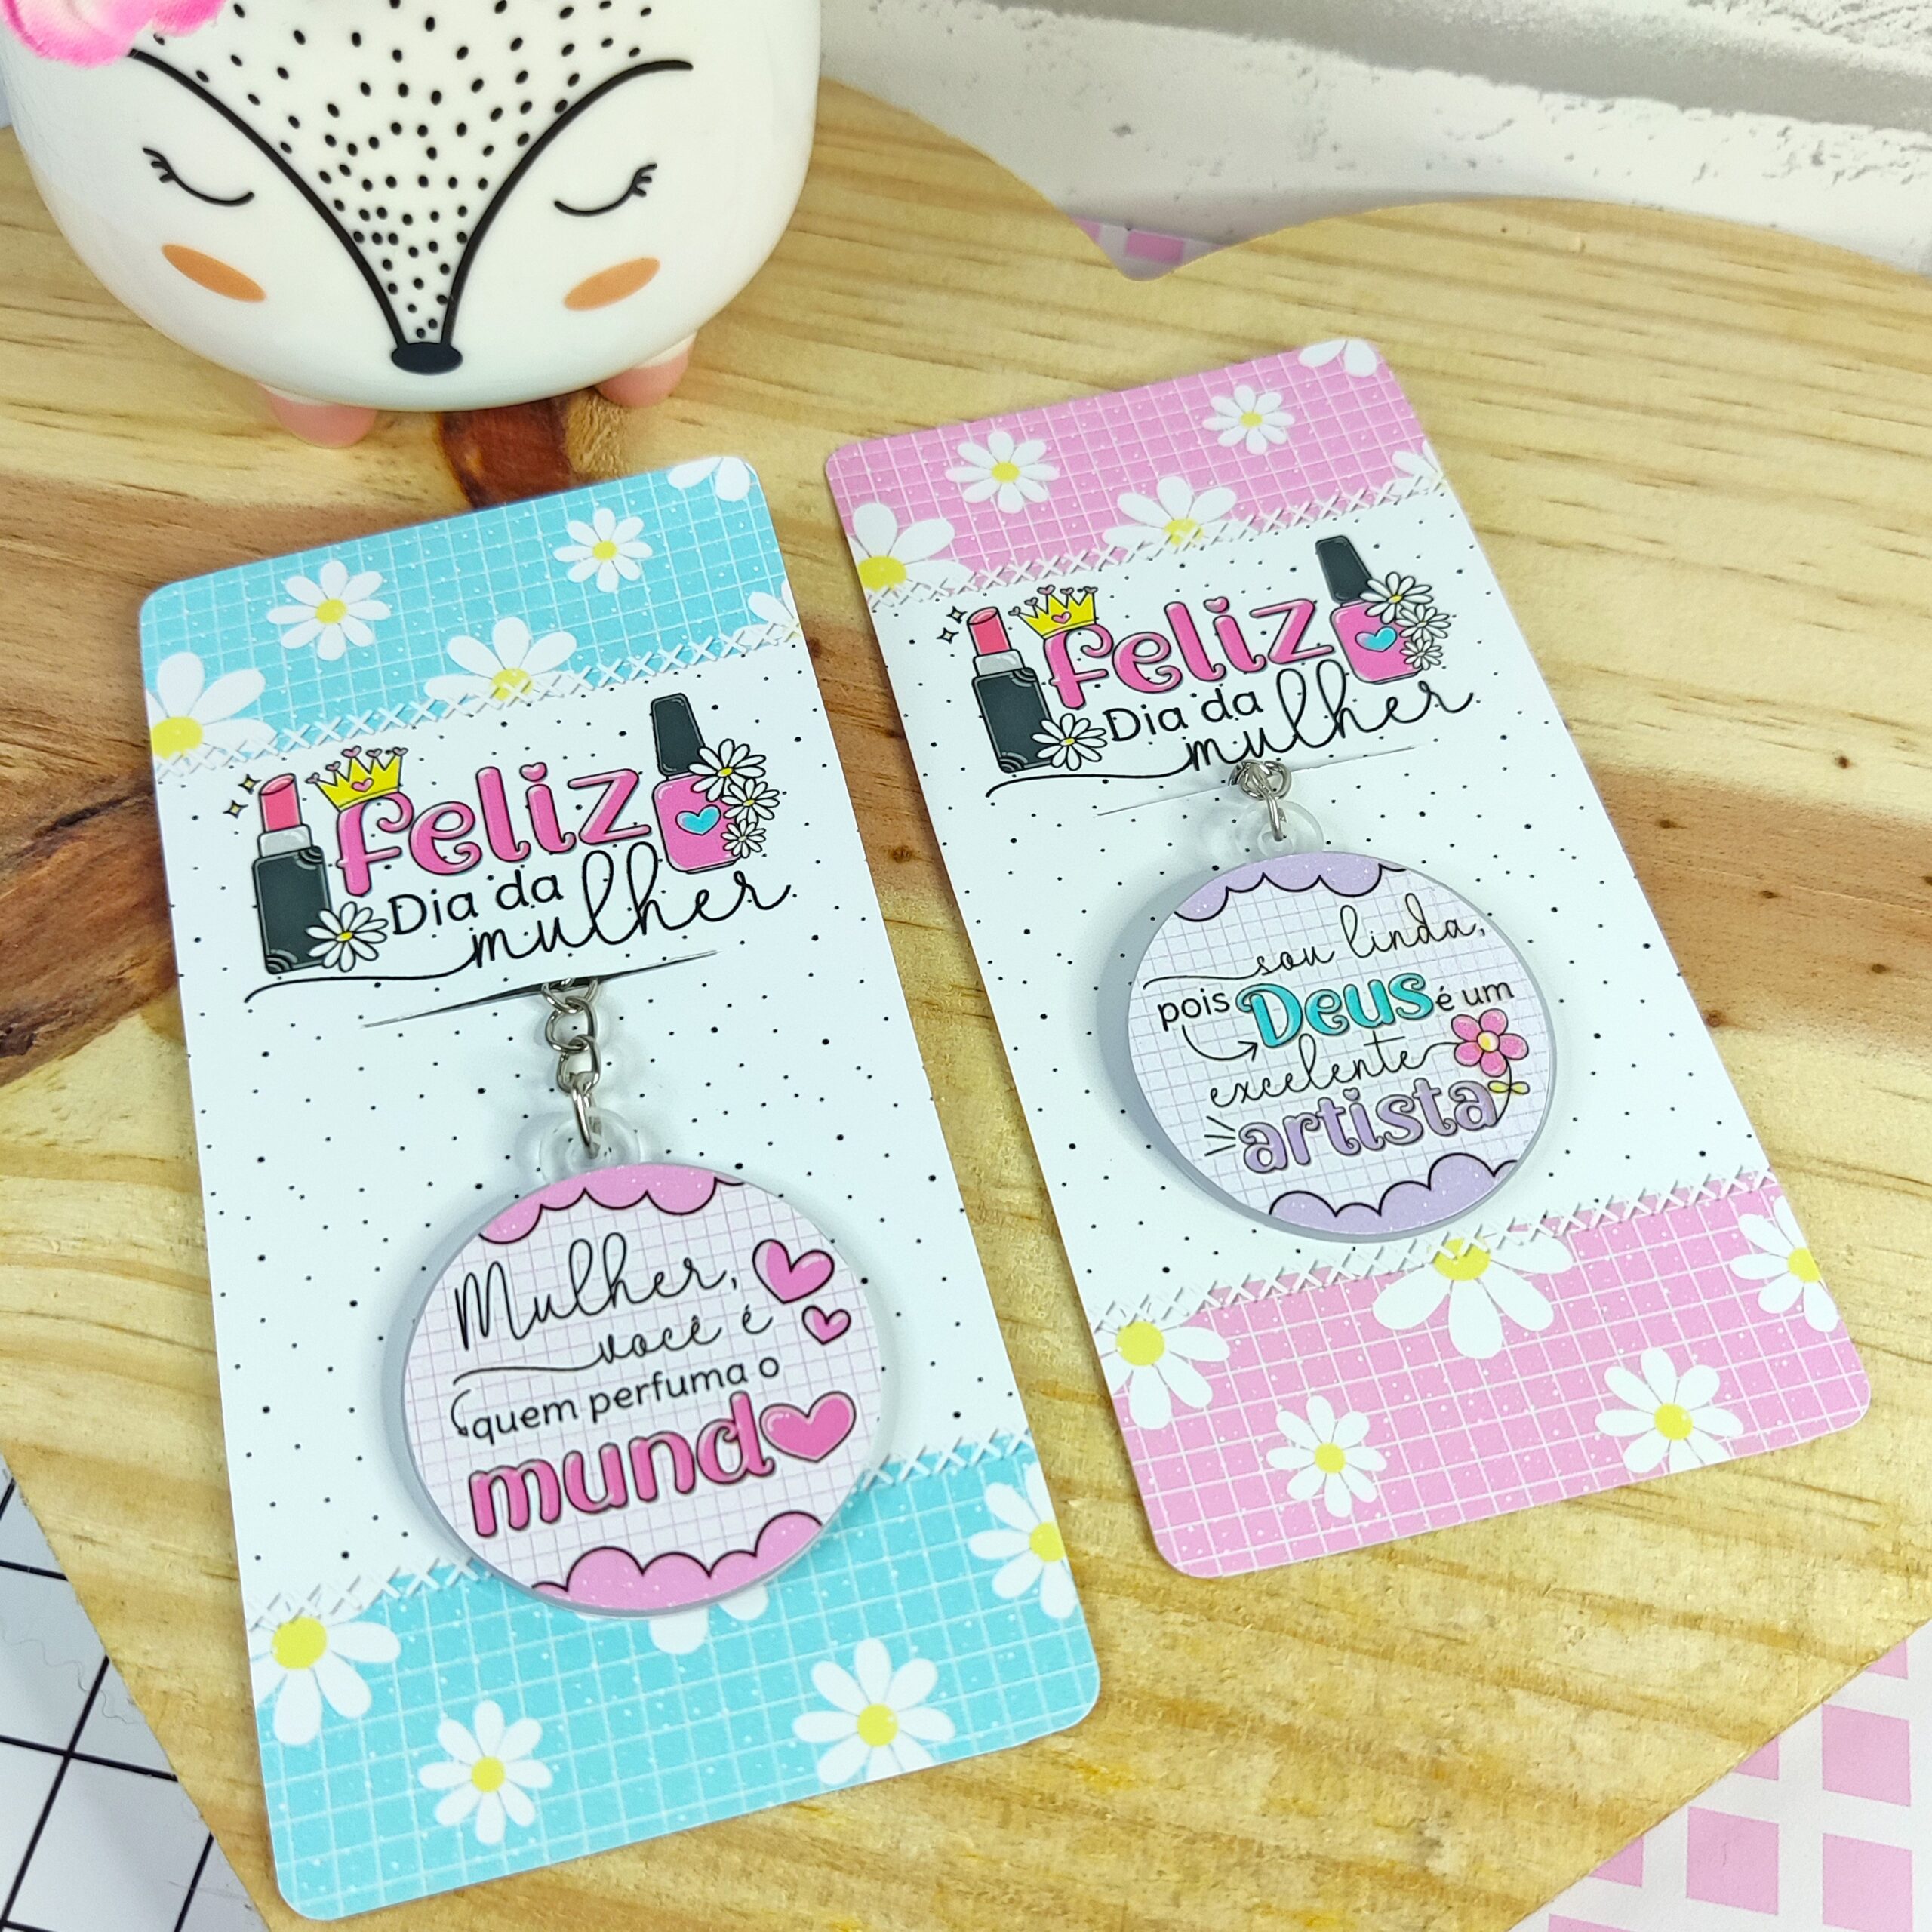 feliz
Dia da
mulher
Mulher,
você é
quem perfuma o
mundo
feliz
Dia da
mulher
sou linda,
pois Deus é um
excelente
artista